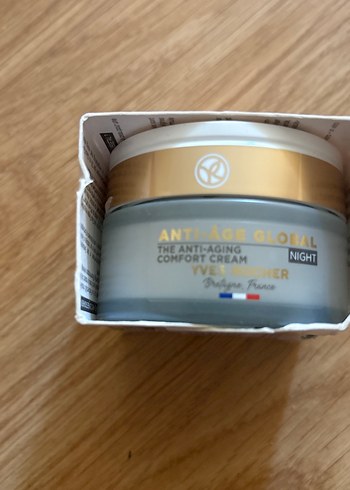 ANTI-ÂGE GLOBAL
THE ANTI-AGING
COMFORT CREAM
NIGHT
YVES ROCHER
Bretagne, France